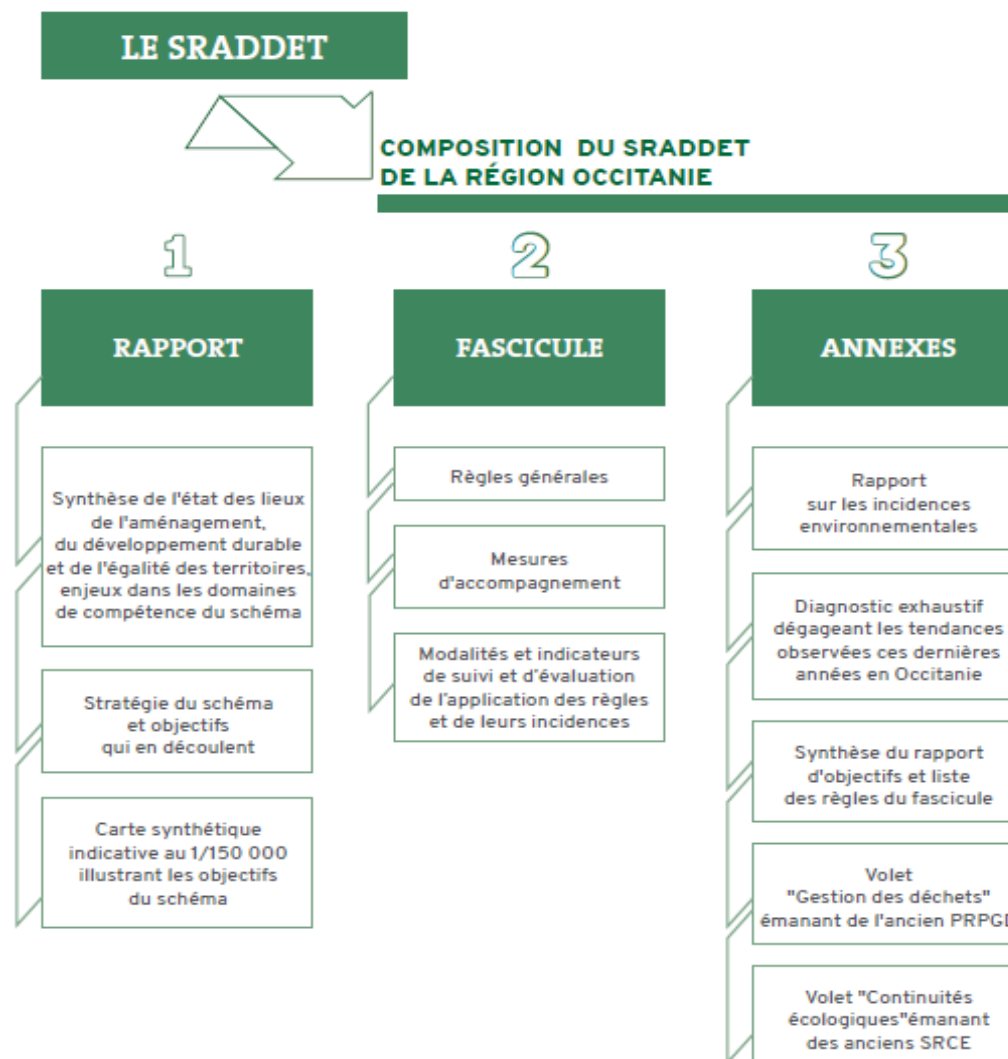 LE SRADDET
COMPOSITION DU SRADDET
DE LA RÉGION OCCITANIE
1
RAPPORT
Synthèse de l'état des lieux
de l'aménagement,
du développement durable
et de l'égalité des territoires,
enjeux dans les domaines
de compétence du schéma
Stratégie du schéma
et objectifs
qui en découlent
Carte synthétique
indicative au 1/150 000
illustrant les objectifs
du schéma
2
FASCICULE
Règles générales
Mesures
d'accompagnement
Modalités et indicateurs
de suivi et d'évaluation
de l'application des règles
et de leurs incidences
3
ANNEXES
Rapport
sur les incidences
environnementales
Diagnostic exhaustif
dégageant les tendances
observées ces dernières
années en Occitanie
Synthèse du rapport
d'objectifs et liste
des règles du fascicule
Volet
"Gestion des déchets"
émanant de l'ancien PRPGD
Volet "Continuités
écologiques"émanant
des anciens SRCE